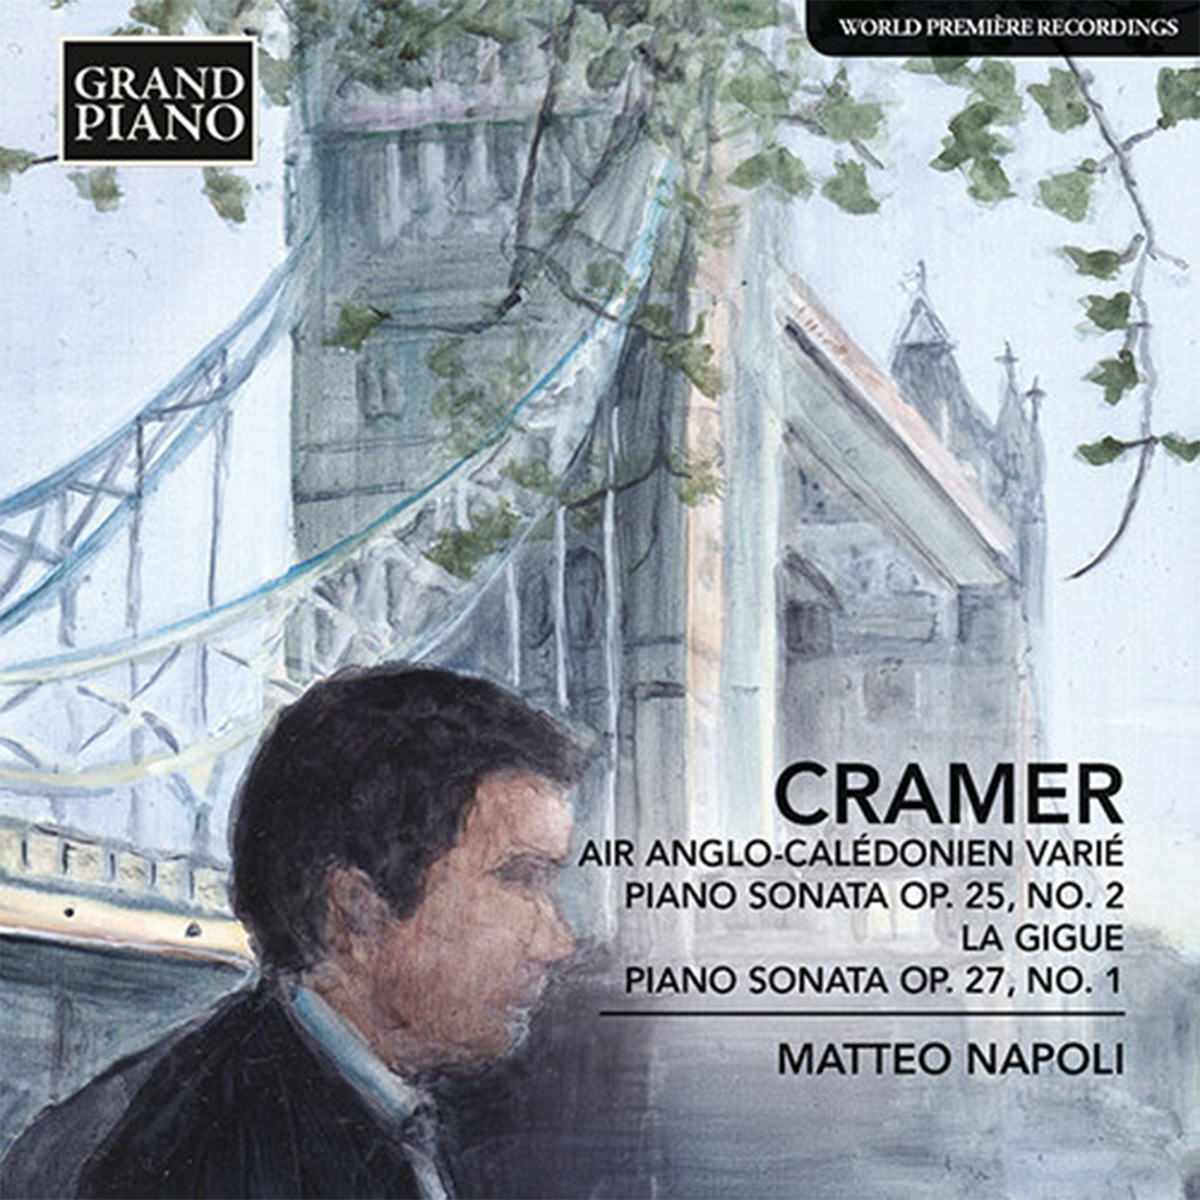 WORLD PREMIÈRE RECORDINGS
GRAND
PIANO
CRAMER
AIR ANGLO-CALÉDONIEN VARIÉ
PIANO SONATA OP. 25, NO. 2
LA GIGUE
PIANO SONATA OP. 27, NO. 1
MATTEO NAPOLI